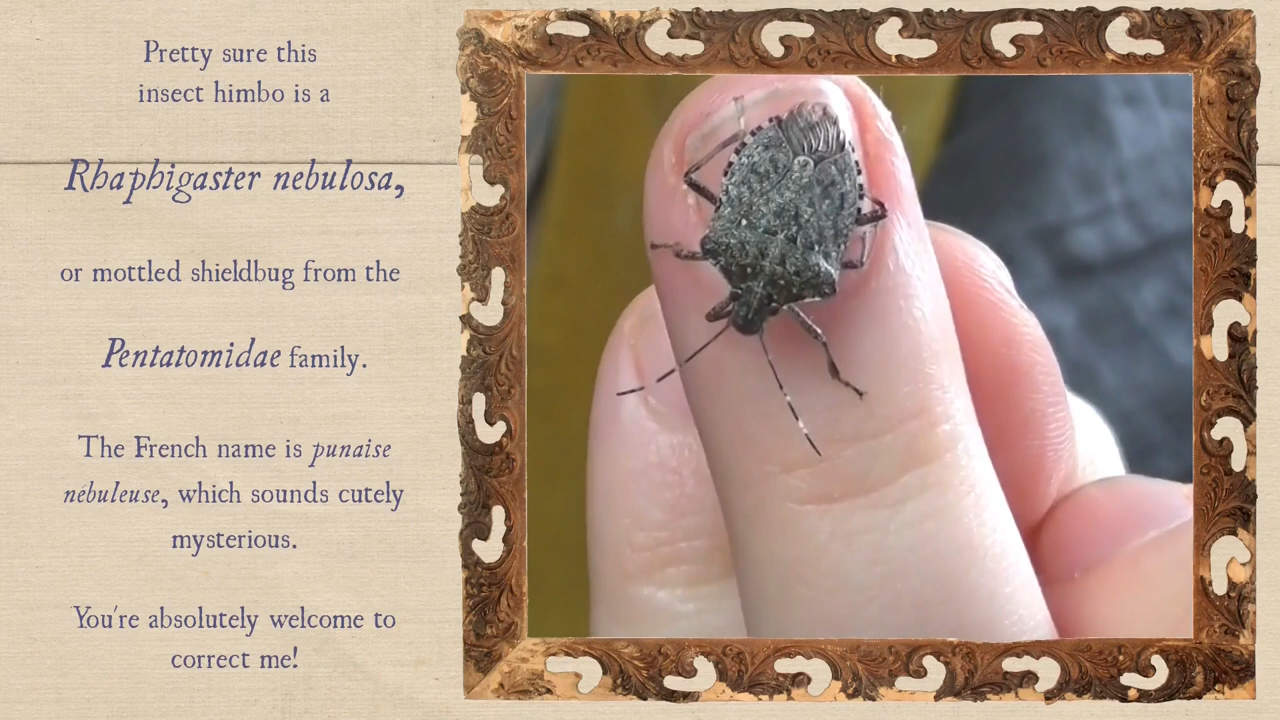 Pretty sure this
insect himbo is a
Rhaphigaster nebulosa,
or mottled shieldbug from the
Pentatomidae family.
The French name is punaise
nébuleuse, which sounds cutely
mysterious.
You're absolutely welcome to
correct me!